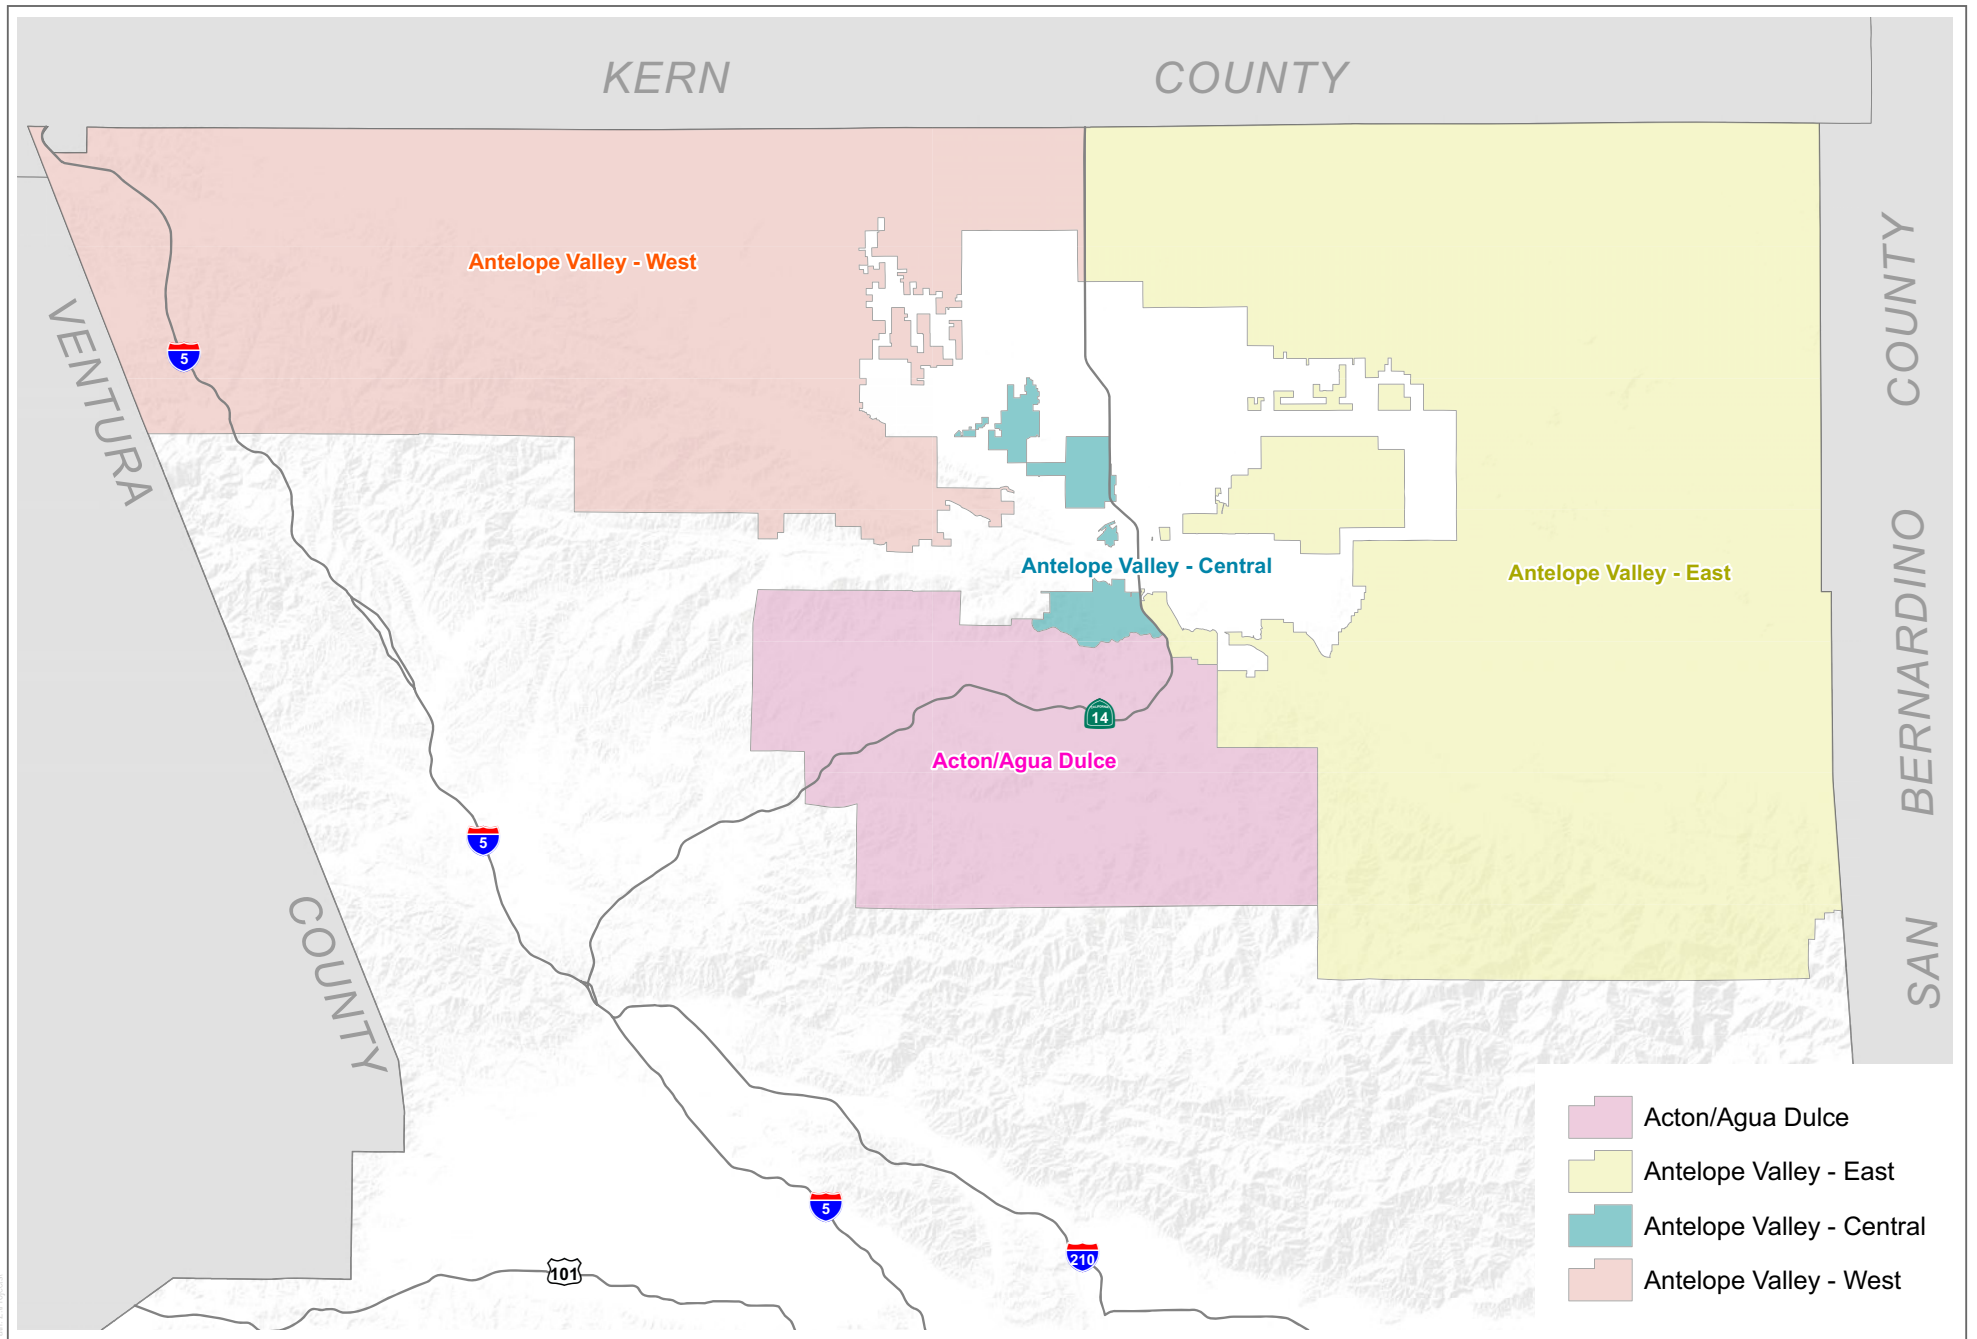 KERN COUNTY
Antelope Valley - West
VENTURA
COUNTY
5
COUNTY
BERNARDINO
SAN
Antelope Valley - Central
Antelope Valley - East
14
Acton/Agua Dulce
5
5
101
210
Acton/Agua Dulce
Antelope Valley - East
Antelope Valley - Central
Antelope Valley - West